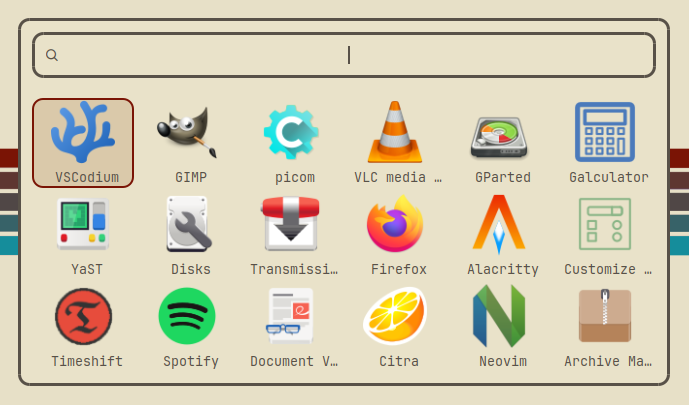 VSCodium
GIMP
picom
VLC media …
GParted
Galculator
YaST
Disks
Transmissi…
Firefox
Alacritty
Customize …
Timeshift
Spotify
Document V…
Citra
Neovim
Archive Ma…